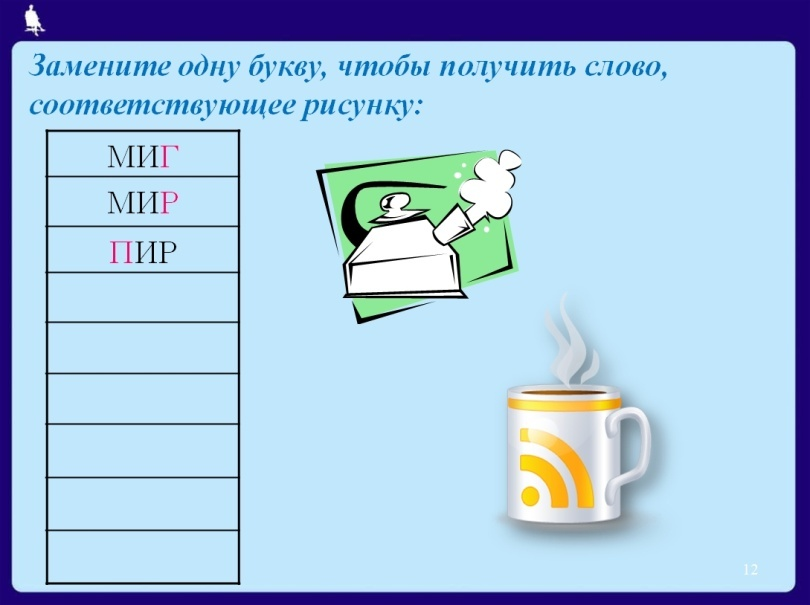 Замените одну букву, чтобы получить слово,
соответствующее рисунку:
МИГ
МИР
ПИР
12